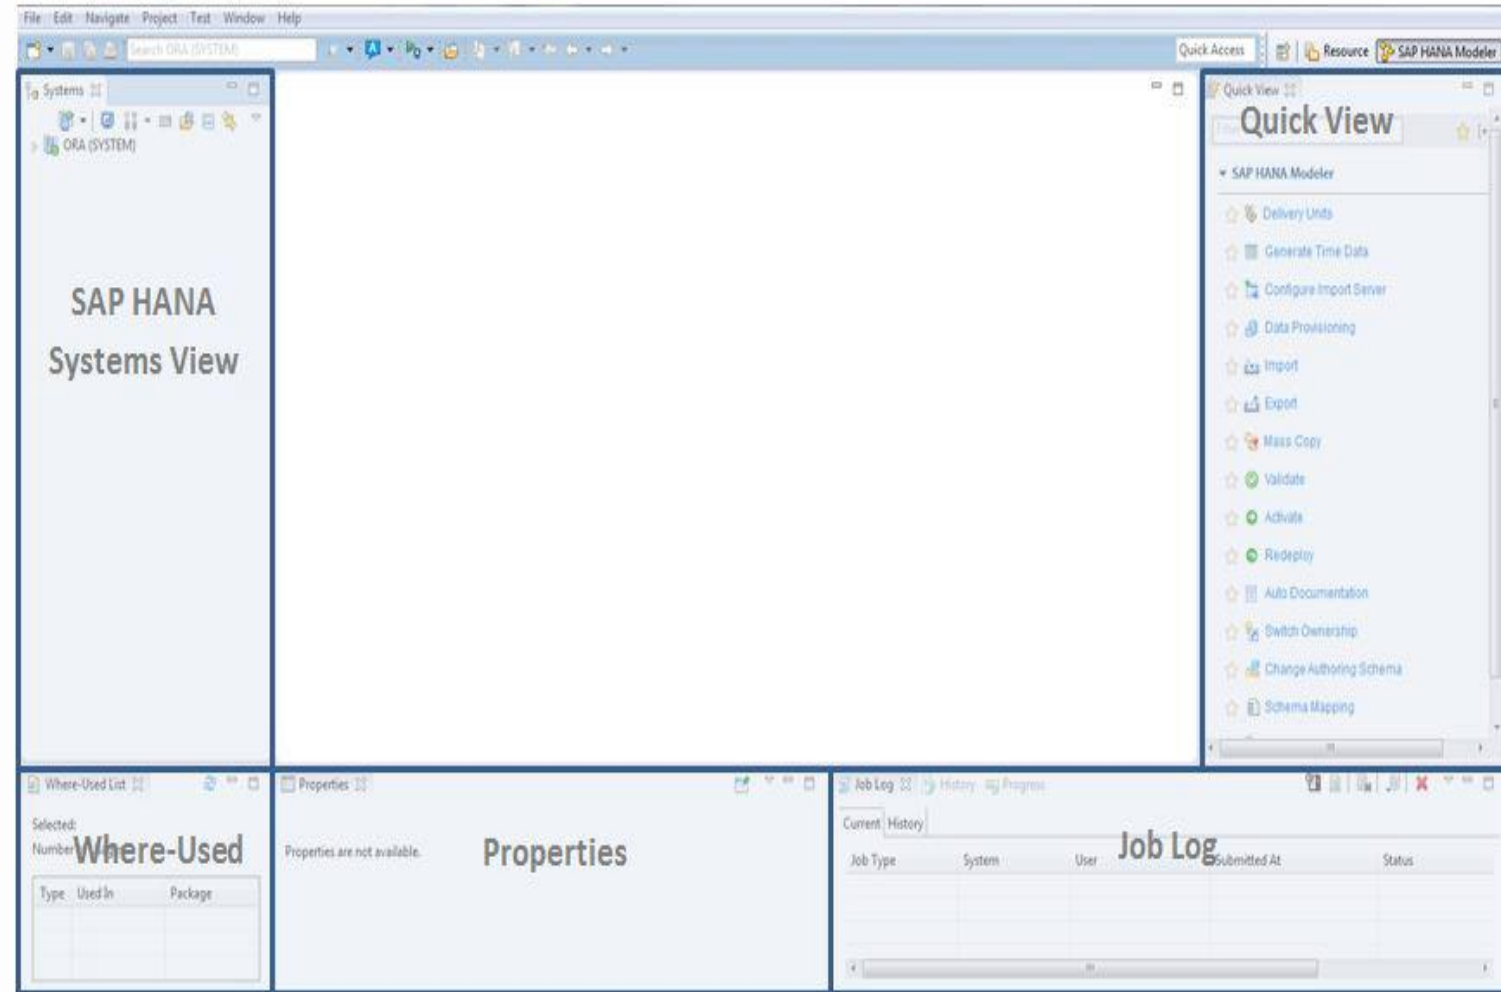 File Edit Navigate Project Test Window Help
Search ORA (SYSTEM)
Quick Access
Resource
SAP HANA Modeler
Systems
ORA (SYSTEM)
SAP HANA
Systems View
Quick View
Quick View
SAP HANA Modeler
Delivery Units
Generate Time Data
Configure Import Server
Data Provisioning
Import
Export
Mass Copy
Validate
Activate
Redeploy
Auto Documentation
Switch Ownership
Change Authoring Schema
Schema Mapping
Where-Used List
Selected:
Number
Where-Used
Type Used In Package
Properties
Properties are not available.
Properties
Job Log History Progress
Current History
Job Log
Job Type System User Submitted At Status